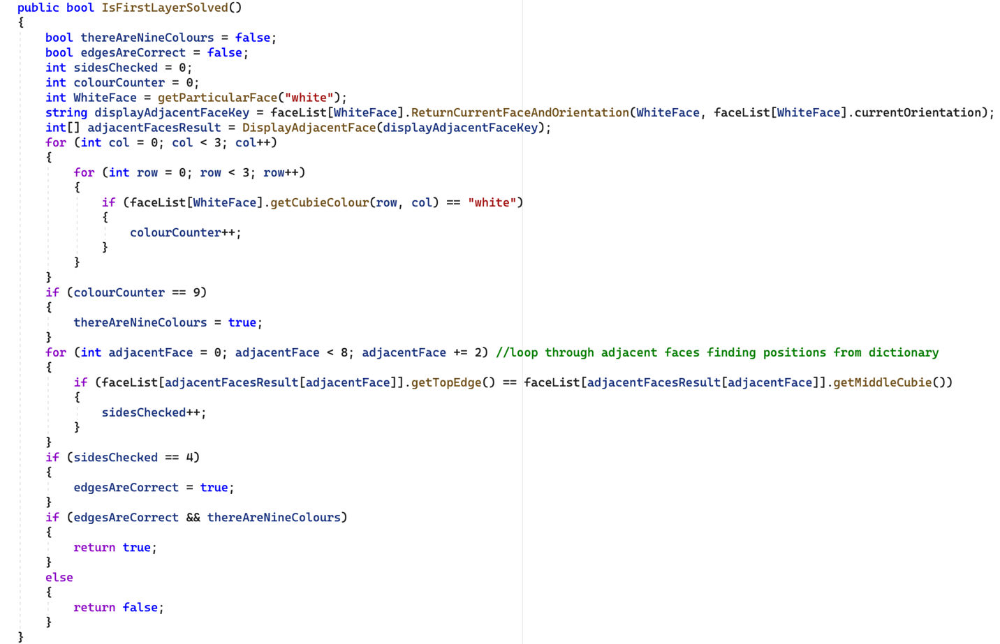 public bool IsFirstLayerSolved()
{
    bool thereAreNineColours = false;
    bool edgesAreCorrect = false;
    int sidesChecked = 0;
    int colourCounter = 0;
    int WhiteFace = getParticularFace("white");
    string displayAdjacentFaceKey = faceList[WhiteFace].ReturnCurrentFaceAndOrientation(WhiteFace, faceList[WhiteFace].currentOrientation);
    int[] adjacentFacesResult = DisplayAdjacentFace(displayAdjacentFaceKey);
    for (int col = 0; col < 3; col++)
    {
        for (int row = 0; row < 3; row++)
        {
            if (faceList[WhiteFace].getCubieColour(row, col) == "white")
            {
                colourCounter++;
            }
        }
    }
    if (colourCounter == 9)
    {
        thereAreNineColours = true;
    }
    for (int adjacentFace = 0; adjacentFace < 8; adjacentFace += 2) //loop through adjacent faces finding positions from dictionary
    {
        if (faceList[adjacentFacesResult[adjacentFace]].getTopEdge() == faceList[adjacentFacesResult[adjacentFace]].getMiddleCubie())
        {
            sidesChecked++;
        }
    }
    if (sidesChecked == 4)
    {
        edgesAreCorrect = true;
    }
    if (edgesAreCorrect && thereAreNineColours)
    {
        return true;
    }
    else
    {
        return false;
    }
}